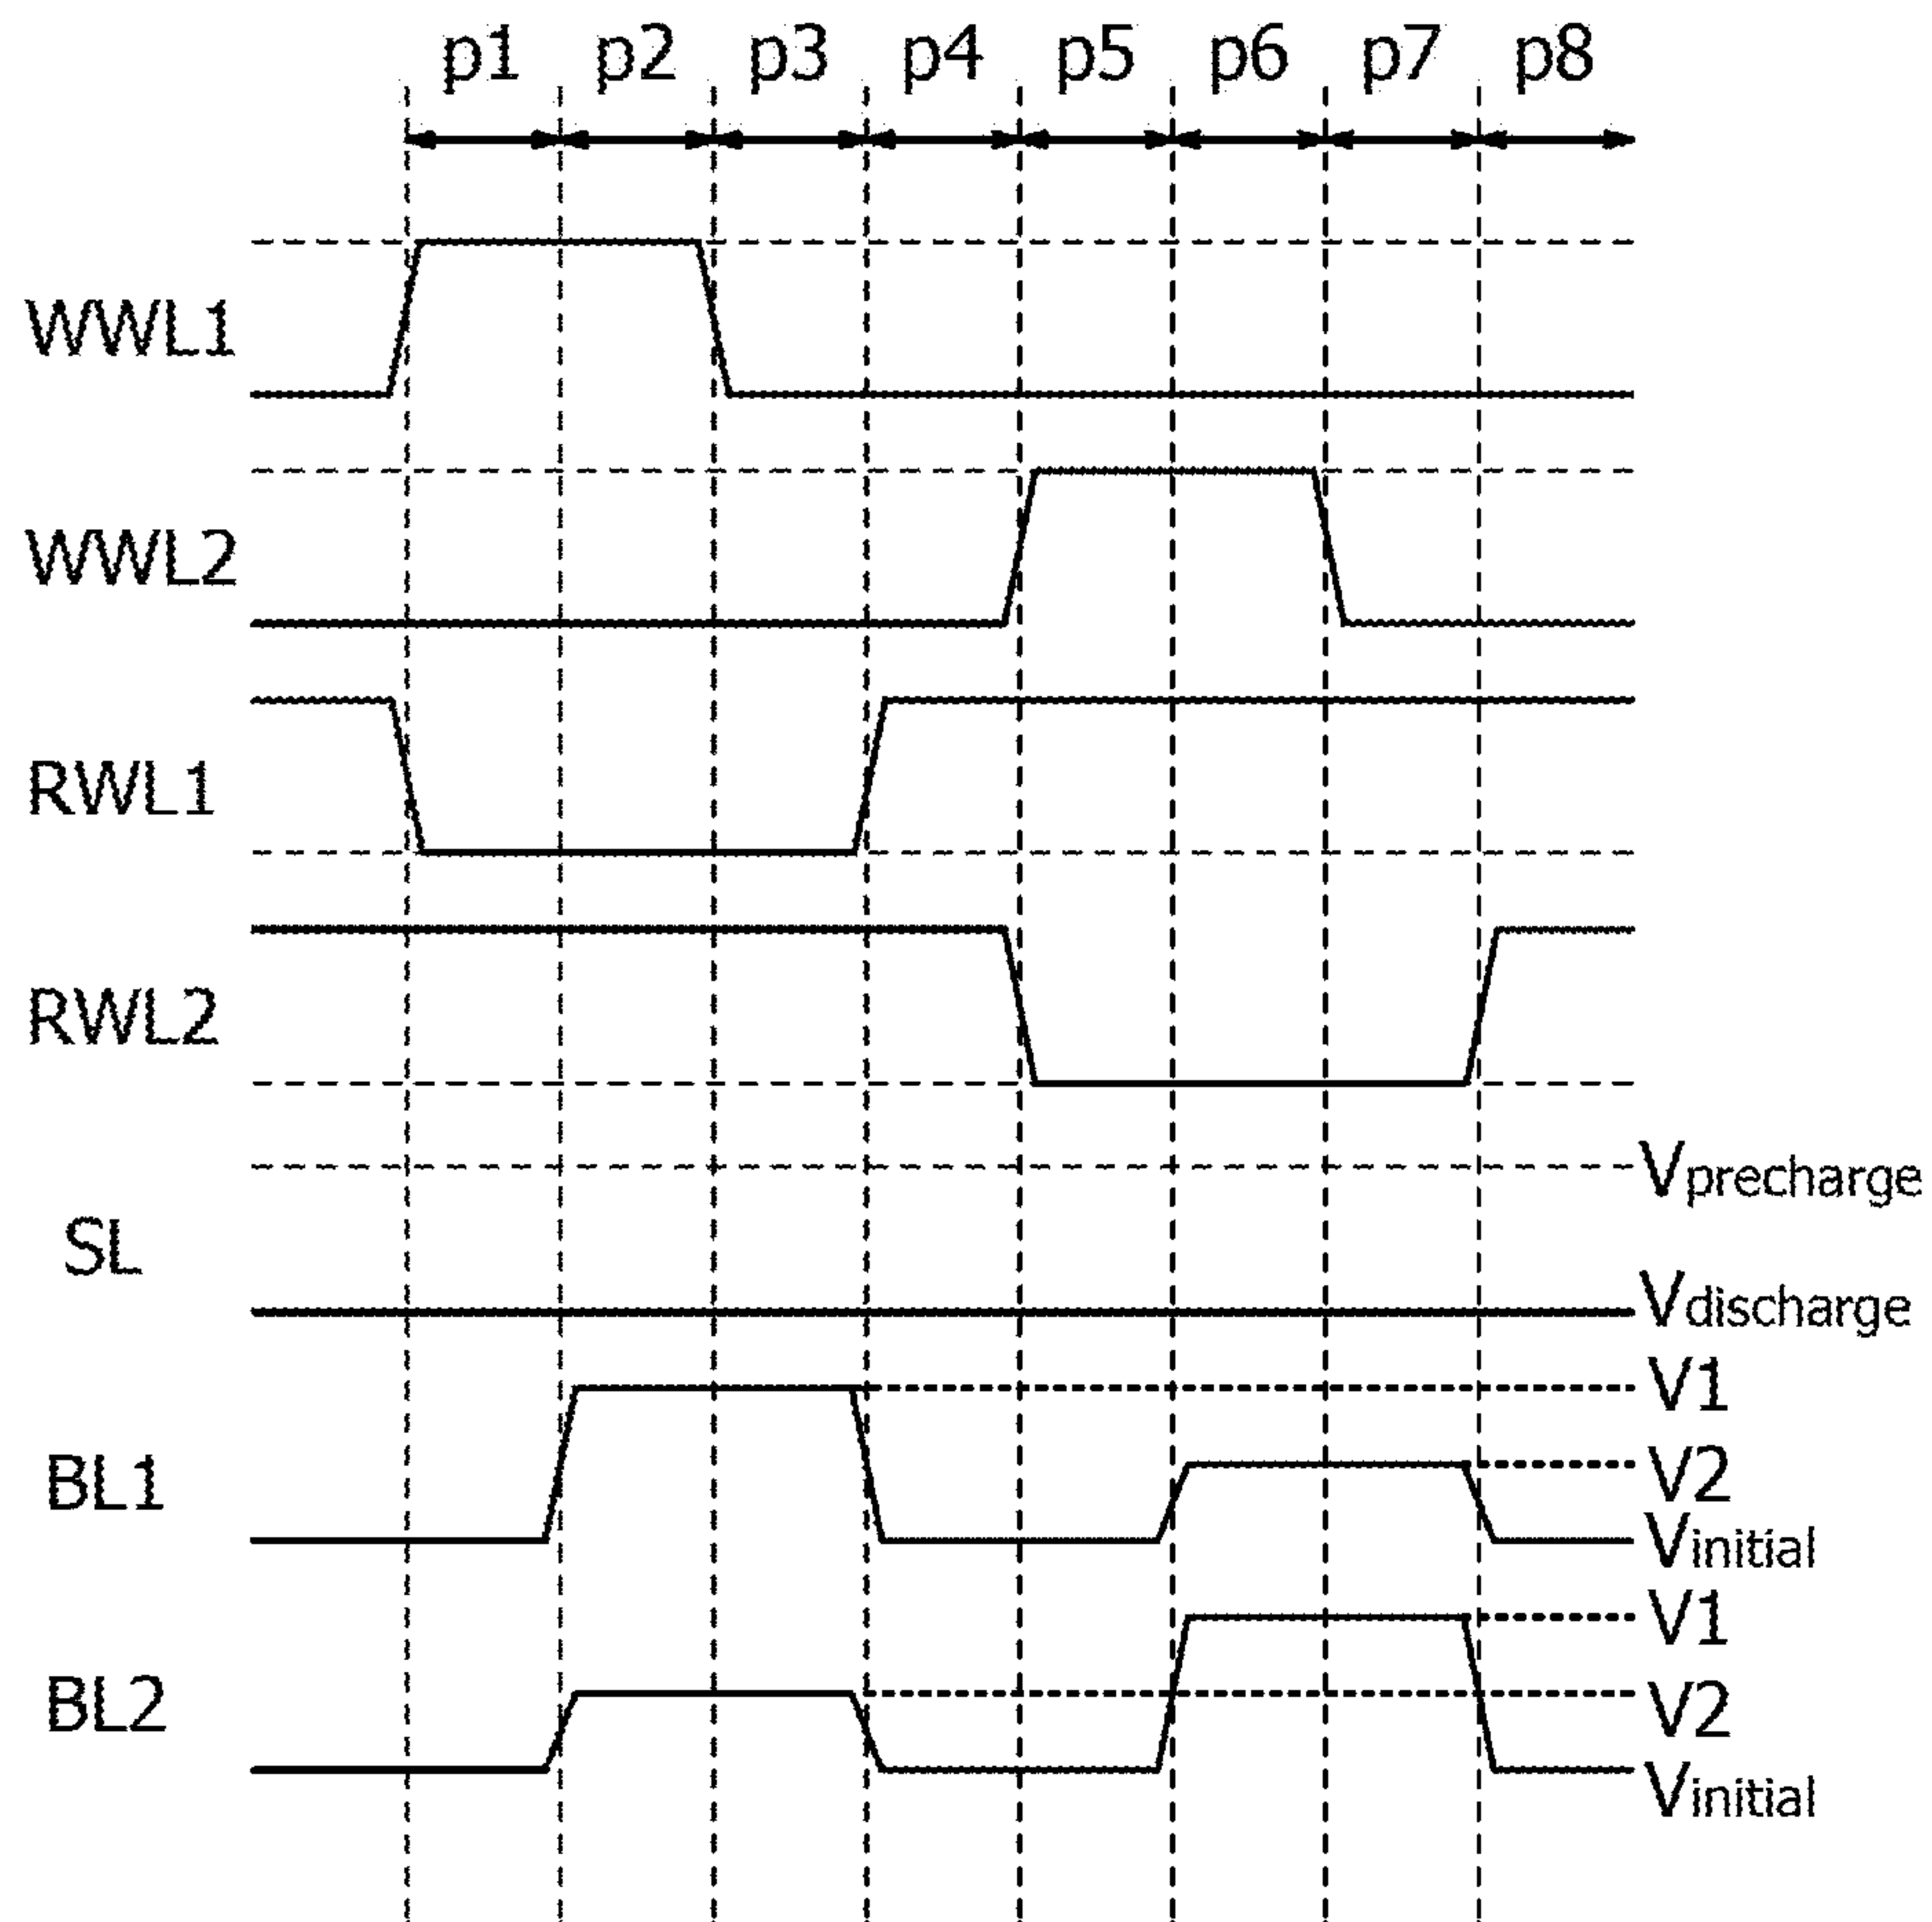 p1 p2 p3 p4 p5 p6 p7 p8
WWL1
WWL2
RWL1
RWL2
Vprecharge
SL
Vdischarge
V1
BL1
V2
Vinitial
V1
BL2
V2
Vinitial